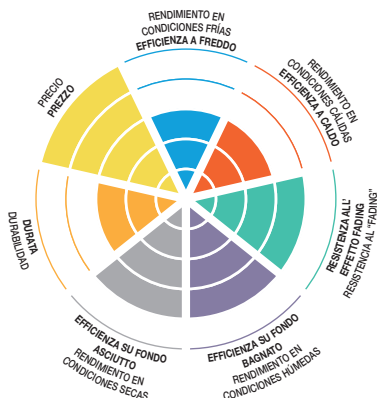 RENDIMIENTO EN
CONDICIONES FRÍAS
EFFICIENZA A FREDDO
RENDIMIENTO EN
CONDICIONES CÁLIDAS
EFFICIENZA A CALDO
RESISTENZA ALL'
EFFETTO FADING
RESISTENCIA AL "FADING"
EFFICIENZA SU FONDO
BAGNATO
RENDIMIENTO EN
CONDICIONES HÚMEDAS
EFFICIENZA SU FONDO
ASCIUTTO
RENDIMIENTO EN
CONDICIONES SECAS
DURATA
DURABILIDAD
PRECIO
PREZZO